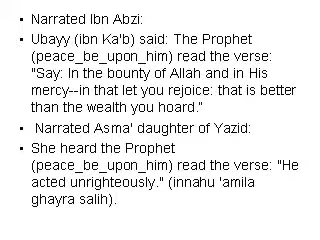 • Narrated Ibn Abzi:
• Ubayy (ibn Ka'b) said: The Prophet
(peace_be_upon_him) read the verse:
"Say: In the bounty of Allah and in His
mercy--in that let you rejoice: that is better
than the wealth you hoard."
• Narrated Asma' daughter of Yazid:
• She heard the Prophet
(peace_be_upon_him) read the verse: "He
acted unrighteously." (innahu 'amila
ghayra salih).